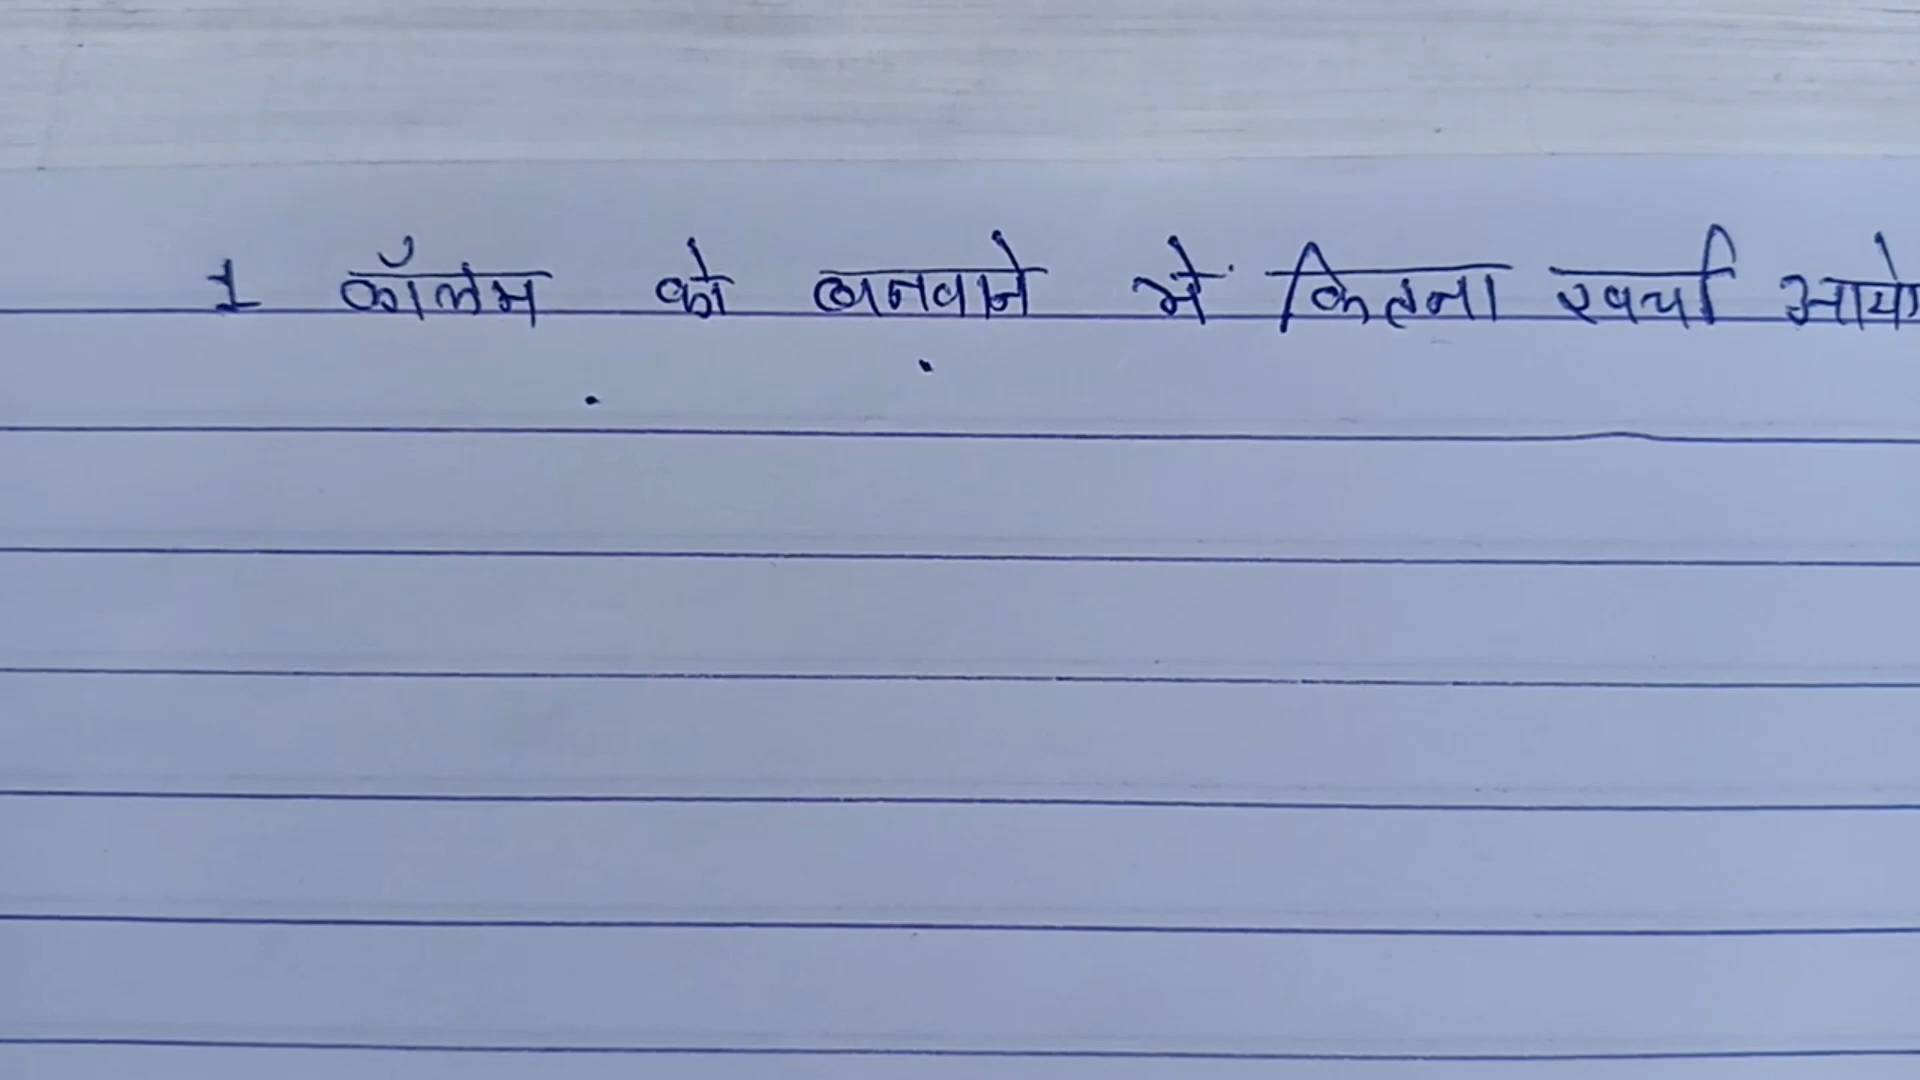 1 कॉलम को बनवाने में कितना खर्चा आये